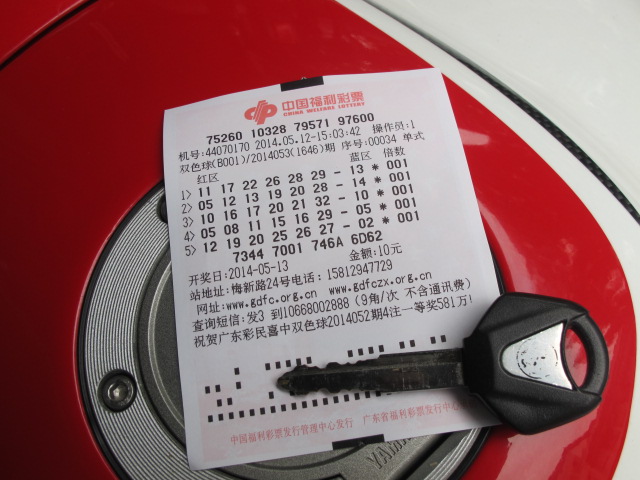 中国福利彩票
CHINA WELFARE LOTTERY
75260 10328 79571 97600
机号:44070170 2014.05.12-15:03:42 操作员:1
双色球(B001)/2014053(1646)期 序号:00034 单式
红区 蓝区 倍数
1> 11 17 22 26 28 29 - 13 * 001
2> 05 12 13 19 20 28 - 14 * 001
3> 10 16 17 20 21 32 - 10 * 001
4> 05 08 11 15 16 29 - 05 * 001
5> 12 19 20 25 26 27 - 02 * 001
7344 7001 746A 6D62
开奖日:2014-05-13 金额:10元
站地址:梅新路24号电话:15812947729
网址:www.gdfc.org.cn www.gdfczx.org.cn
查询短信:发3 到10668002888(9角/次 不含通讯费)
祝贺广东彩民喜中双色球2014052期4注一等奖581万!
中国福利彩票发行管理中心发行 广东省福利彩票发行中心
YAM